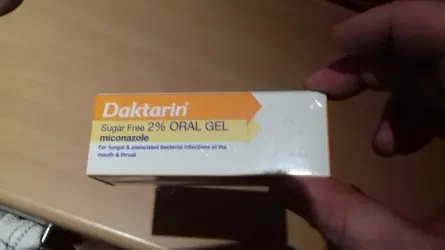 Daktarin
Sugar Free 2% ORAL GEL
miconazole
For fungal & associated bacterial infections of the
mouth & throat